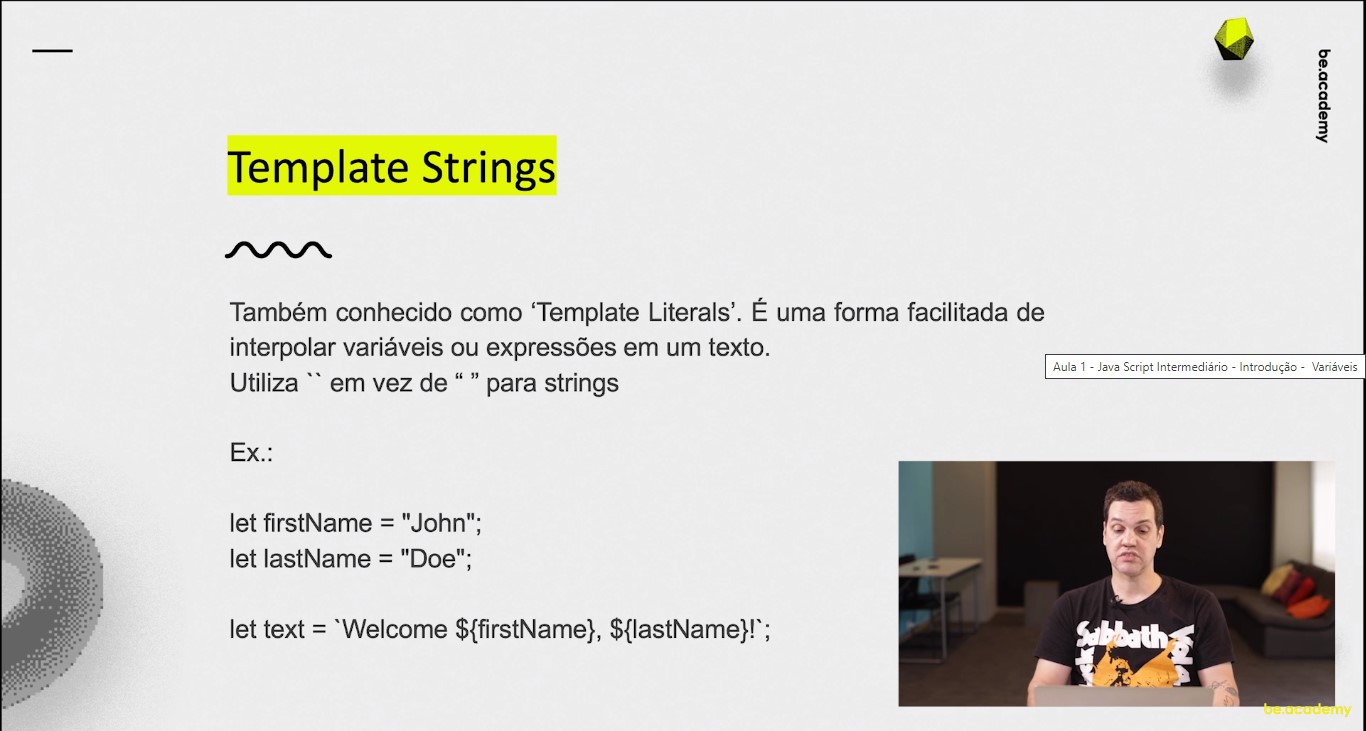 be.academy
Template Strings
Também conhecido como ‘Template Literals’. É uma forma facilitada de
interpolar variáveis ou expressões em um texto.
Utiliza `` em vez de “ ” para strings
Aula 1 - Java Script Intermediário - Introdução - Variáveis
Ex.:
let firstName = "John";
let lastName = "Doe";
let text = `Welcome ${firstName}, ${lastName}!`;
Sabbath
be.academy